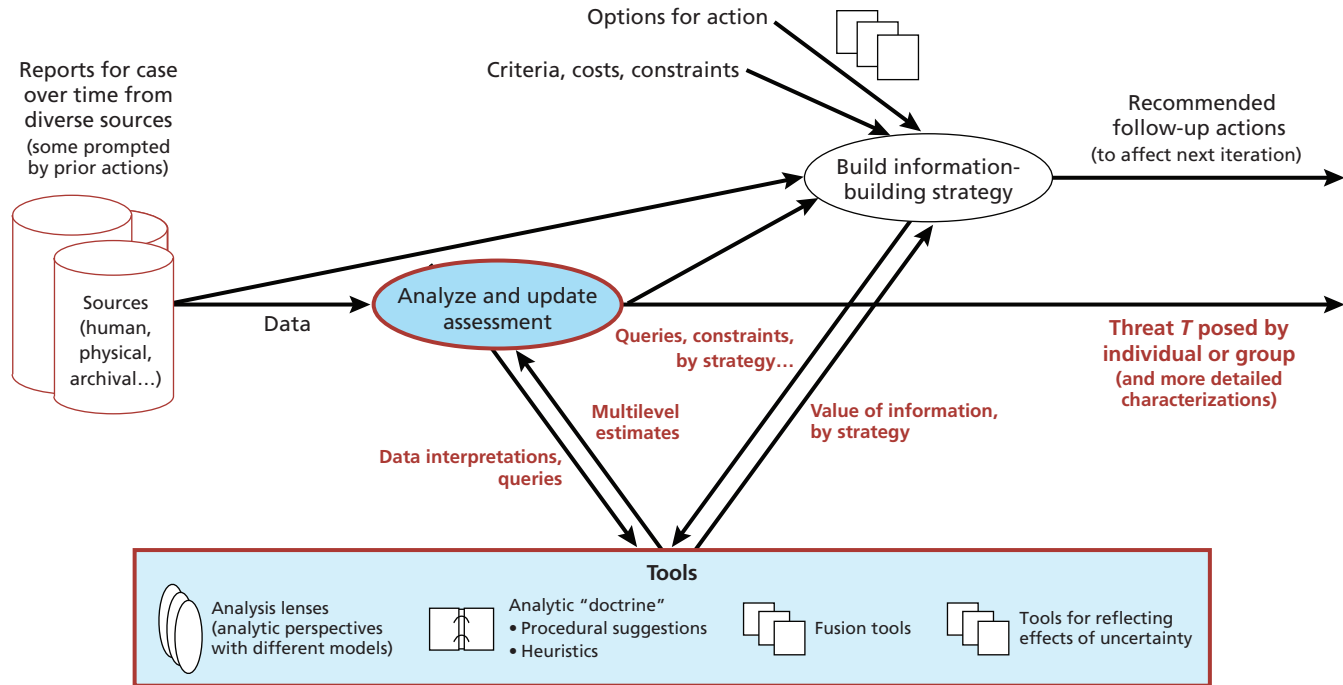 Options for action
Criteria, costs, constraints
Reports for case
over time from
diverse sources
(some prompted
by prior actions)
Recommended
follow-up actions
(to affect next iteration)
Build information-
building strategy
Sources
(human,
physical,
archival…)
Data
Analyze and update
assessment
Queries, constraints,
by strategy…
Threat T posed by
individual or group
(and more detailed
characterizations)
Multilevel
estimates
Value of information,
by strategy
Data interpretations,
queries
Tools
Analysis lenses
(analytic perspectives
with different models)
Analytic “doctrine”
• Procedural suggestions
• Heuristics
Fusion tools
Tools for reflecting
effects of uncertainty